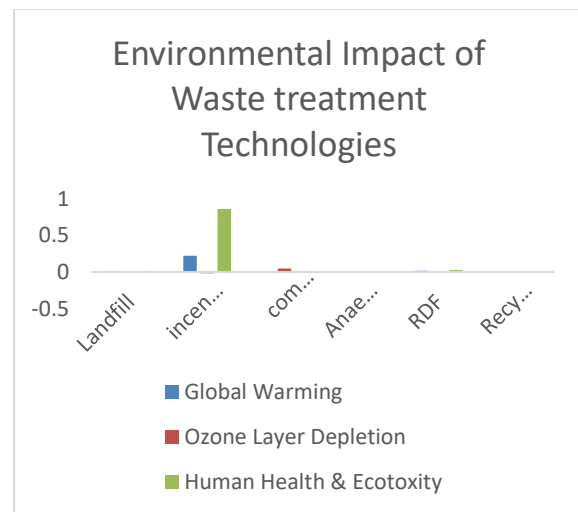 Environmental Impact of
Waste treatment
Technologies
1
0.5
0
-0.5
Landfill
incen...
com...
Anae...
RDF
Recy...
Global Warming
Ozone Layer Depletion
Human Health & Ecotoxity